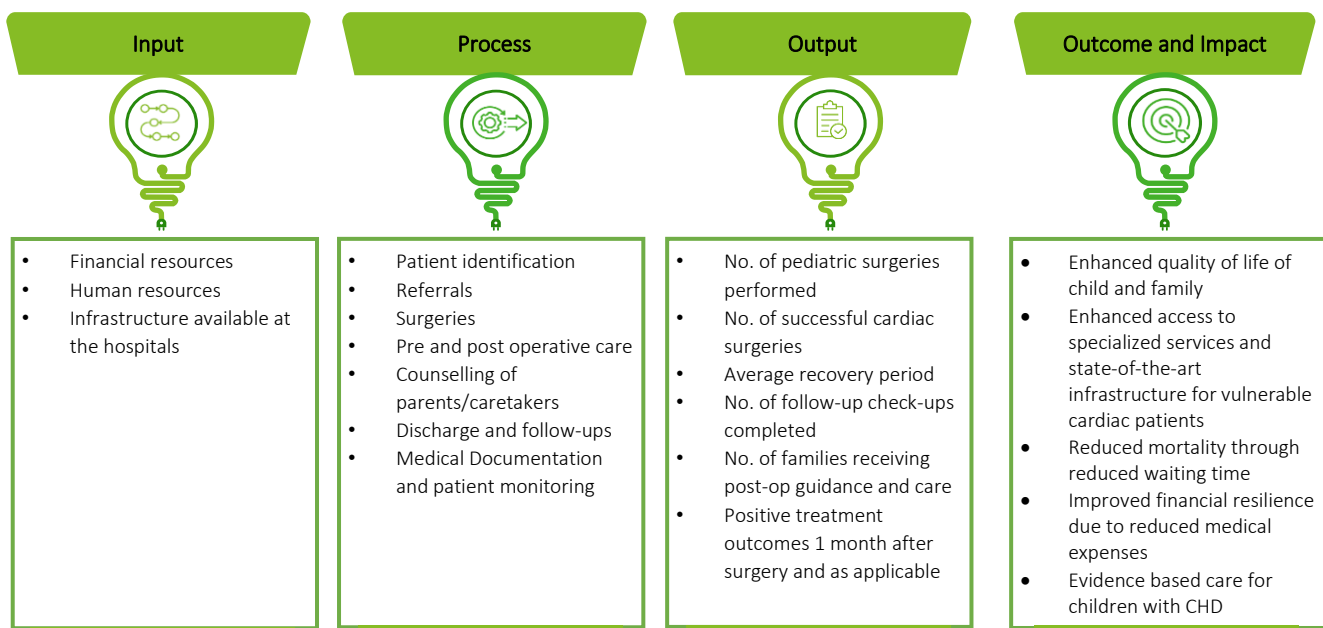 Input
• Financial resources
• Human resources
• Infrastructure available at
the hospitals
Process
• Patient identification
• Referrals
• Surgeries
• Pre and post operative care
• Counselling of
parents/caretakers
• Discharge and follow-ups
• Medical Documentation
and patient monitoring
Output
• No. of pediatric surgeries
performed
• No. of successful cardiac
surgeries
• Average recovery period
• No. of follow-up check-ups
completed
• No. of families receiving
post-op guidance and care
• Positive treatment
outcomes 1 month after
surgery and as applicable
Outcome and Impact
• Enhanced quality of life of
child and family
• Enhanced access to
specialized services and
state-of-the-art
infrastructure for vulnerable
cardiac patients
• Reduced mortality through
reduced waiting time
• Improved financial resilience
due to reduced medical
expenses
• Evidence based care for
children with CHD